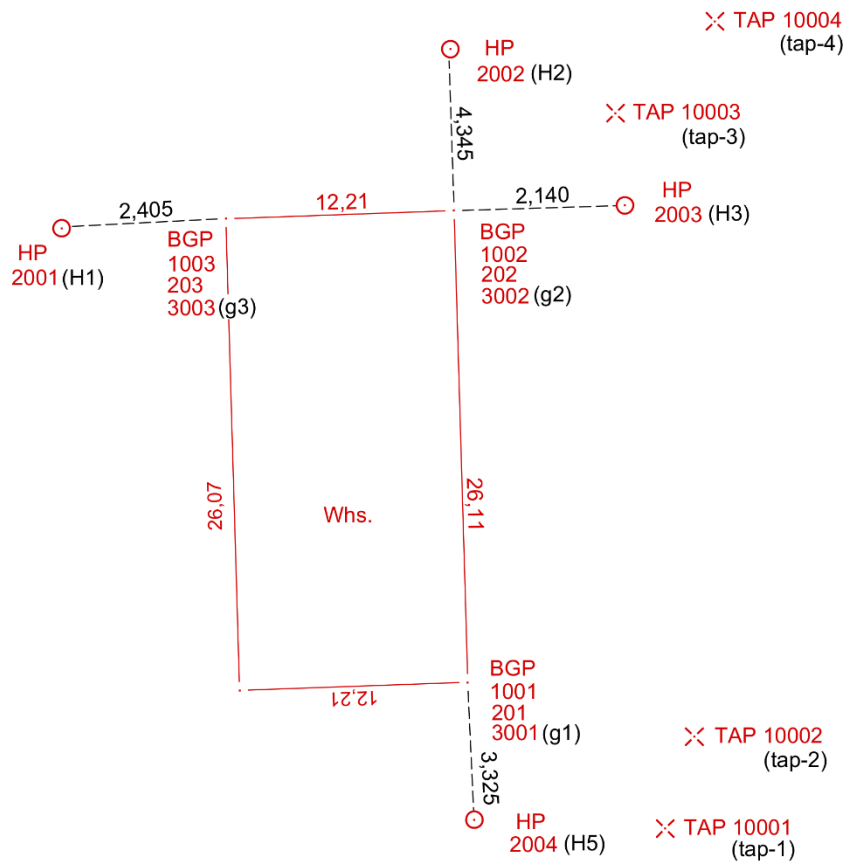 TAP 10004
(tap-4)
HP
2002 (H2)
TAP 10003
(tap-3)
4,345
2,405
12,21
2,140
HP
2003 (H3)
HP
2001 (H1)
BGP
1003
203
3003 (g3)
BGP
1002
202
3002 (g2)
26,07
Whs.
26,11
12,21
BGP
1001
201
3001 (g1)
TAP 10002
(tap-2)
3,325
HP
2004 (H5)
TAP 10001
(tap-1)